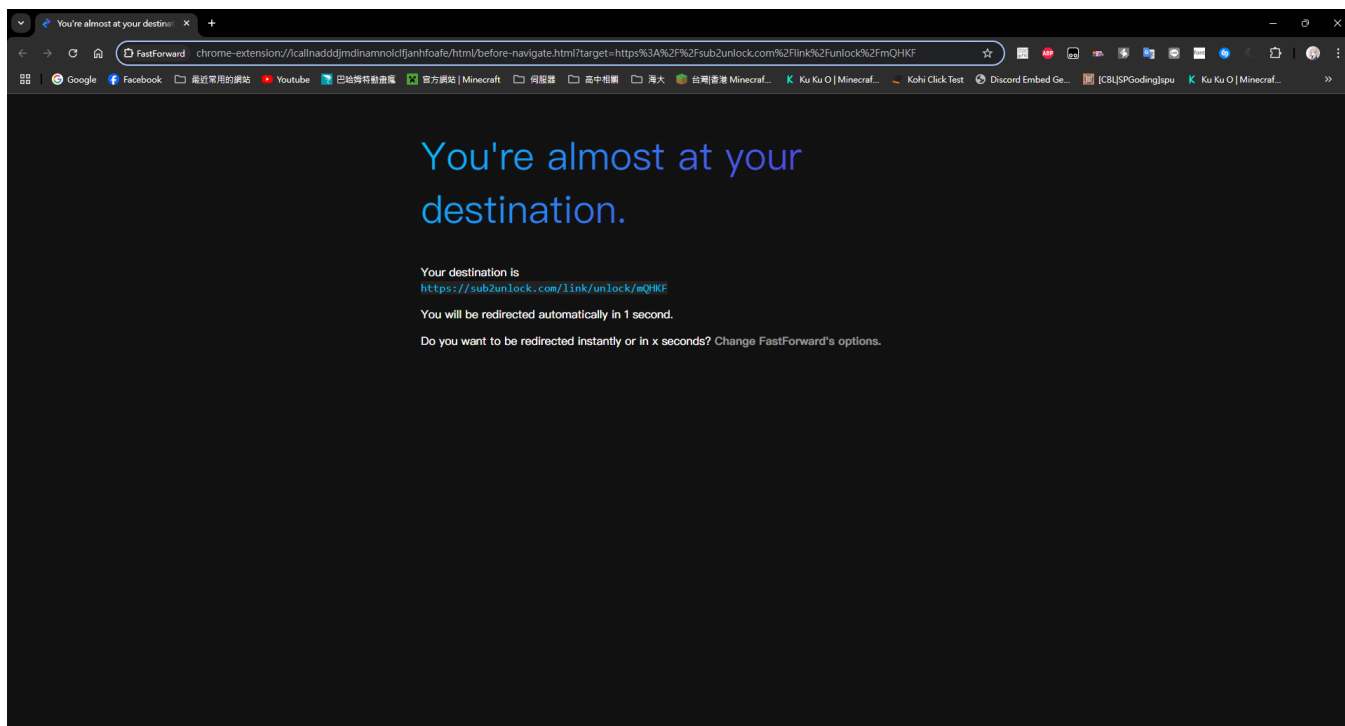 You're almost at your destinat
FastForward chrome-extension://icallnadddjmdinamnolclfjanhfoafe/html/before-navigate.html?target=https%3A%2F%2Fsub2unlock.com%2Flink%2Funlock%2FmQHKF
Google Facebook 最近常用的網站 Youtube 巴哈姆特動畫瘋 官方網站 | Minecraft 伺服器 高中相關 海大 台灣|香港 Minecraf... Ku Ku O | Minecraf... Kohi Click Test Discord Embed Ge... [CBL|SPGoding]spu Ku Ku O | Minecraf...
You're almost at your
destination.
Your destination is
https://sub2unlock.com/link/unlock/mQHKF
You will be redirected automatically in 1 second.
Do you want to be redirected instantly or in x seconds? Change FastForward's options.